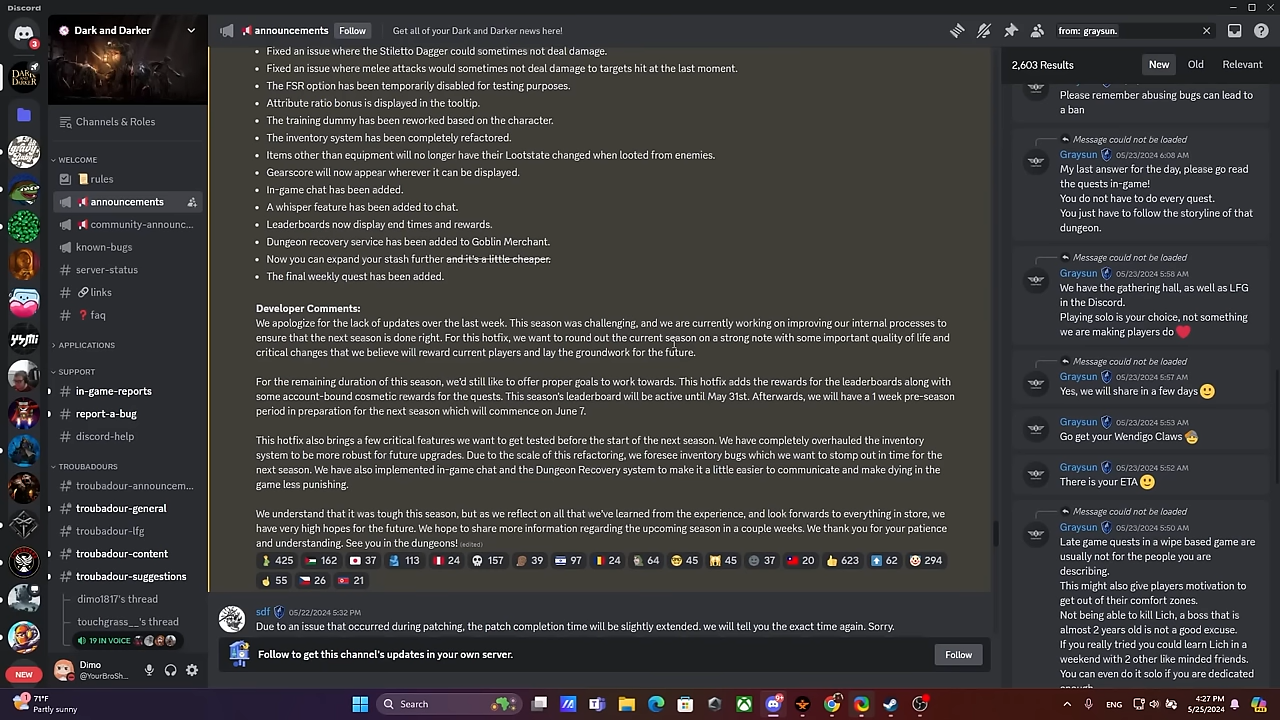 Discord
3
NEW
Dark and Darker
Channels & Roles
WELCOME
rules
announcements
community-announc...
known-bugs
server-status
links
faq
APPLICATIONS
SUPPORT
in-game-reports
report-a-bug
discord-help
TROUBADOURS
troubadour-announcem...
troubadour-general
troubadour-lfg
troubadour-content
troubadour-suggestions
dimo1817's thread
touchgrass__'s thread
19 IN VOICE
Dimo
@YourBroSh...
announcements Follow Get all of your Dark and Darker news here!
• Fixed an issue where the Stiletto Dagger could sometimes not deal damage.
• Fixed an issue where melee attacks would sometimes not deal damage to targets hit at the last moment.
• The FSR option has been temporarily disabled for testing purposes.
• Attribute ratio bonus is displayed in the tooltip.
• The training dummy has been reworked based on the character.
• The inventory system has been completely refactored.
• Items other than equipment will no longer have their Lootstate changed when looted from enemies.
• Gearscore will now appear wherever it can be displayed.
• In-game chat has been added.
• A whisper feature has been added to chat.
• Leaderboards now display end times and rewards.
• Dungeon recovery service has been added to Goblin Merchant.
• Now you can expand your stash further and it's a little cheaper.
• The final weekly quest has been added.
Developer Comments:
We apologize for the lack of updates over the last week. This season was challenging, and we are currently working on improving our internal processes to
ensure that the next season is done right. For this hotfix, we want to round out the current season on a strong note with some important quality of life and
critical changes that we believe will reward current players and lay the groundwork for the future.
For the remaining duration of this season, we'd still like to offer proper goals to work towards. This hotfix adds the rewards for the leaderboards along with
some account-bound cosmetic rewards for the quests. This season's leaderboard will be active until May 31st. Afterwards, we will have a 1 week pre-season
period in preparation for the next season which will commence on June 7.
This hotfix also brings a few critical features we want to get tested before the start of the next season. We have completely overhauled the inventory
system to be more robust for future upgrades. Due to the scale of this refactoring, we foresee inventory bugs which we want to stomp out in time for the
next season. We have also implemented in-game chat and the Dungeon Recovery system to make it a little easier to communicate and make dying in the
game less punishing.
We understand that it was tough this season, but as we reflect on all that we've learned from the experience, and look forwards to everything in store, we
have very high hopes for the future. We hope to share more information regarding the upcoming season in a couple weeks. We thank you for your patience
and understanding. See you in the dungeons! (edited)
425 162 37 113 24 157 39 97 24 64 45 45 37 20 623 62 294
55 26 21
sdf 05/22/2024 5:32 PM
Due to an issue that occurred during patching, the patch completion time will be slightly extended. we will tell you the exact time again. Sorry.
Follow to get this channel's updates in your own server. Follow
from: graysun.
2,603 Results New Old Relevant
Please remember abusing bugs can lead to
a ban
Message could not be loaded
Graysun 05/23/2024 6:08 AM
My last answer for the day, please go read
the quests in-game!
You do not have to do every quest.
You just have to follow the storyline of that
dungeon.
Message could not be loaded
Graysun 05/23/2024 5:58 AM
We have the gathering hall, as well as LFG
in the Discord.
Playing solo is your choice, not something
we are making players do
Message could not be loaded
Graysun 05/23/2024 5:57 AM
Yes, we will share in a few days
Graysun 05/23/2024 5:53 AM
Go get your Wendigo Claws
Graysun 05/23/2024 5:52 AM
There is your ETA
Message could not be loaded
Graysun 05/23/2024 5:50 AM
Late game quests in a wipe based game are
usually not for the people you are
describing.
This might also give players motivation to
get out of their comfort zones.
Not being able to kill Lich, a boss that is
almost 2 years old is not a good excuse.
If you really tried you could learn Lich in a
weekend with 2 other like minded friends.
You can even do it solo if you are dedicated
enough
1
71°F
Partly sunny
Search
4:27 PM
5/25/2024